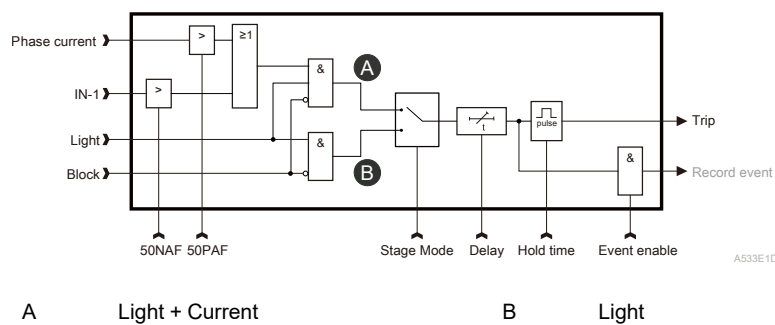 Phase current
>
≥1
&
A
IN-1
>
Light
t
pulse
Trip
&
B
Block
&
Record event
50NAF 50PAF Stage Mode Delay Hold time Event enable
A533E1D
A Light + Current B Light